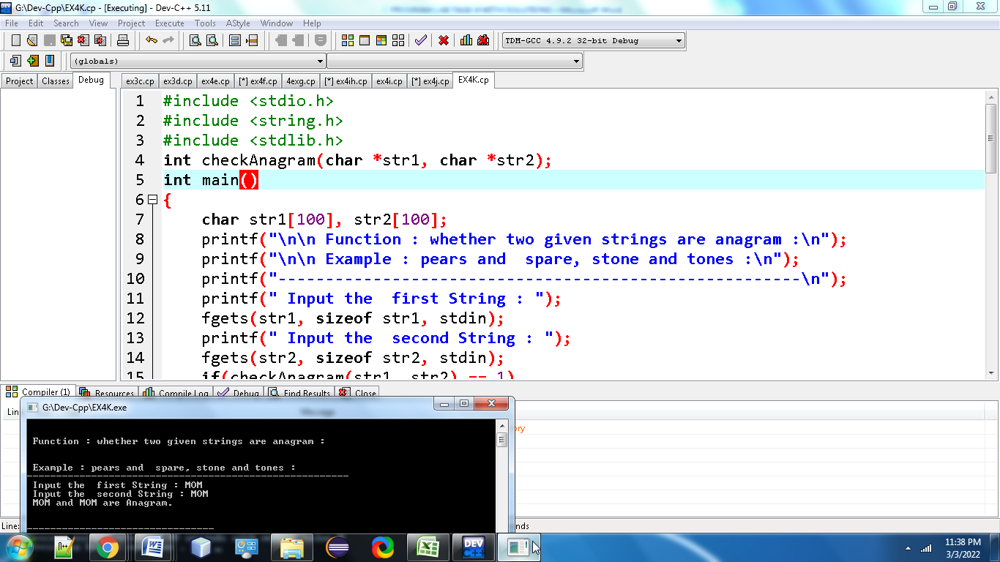 G:\Dev-Cpp\EX4K.cp - [Executing] - Dev-C++ 5.11
File Edit Search View Project Execute Tools AStyle Window Help
TDM-GCC 4.9.2 32-bit Debug
(globals)
Project Classes Debug
ex3c.cp ex3d.cp ex4e.cp [*] ex4f.cp 4exg.cp [*] ex4ih.cp ex4i.cp [*] ex4j.cp EX4K.cp
1 #include <stdio.h>
2 #include <string.h>
3 #include <stdlib.h>
4 int checkAnagram(char *str1, char *str2);
5 int main()
6 {
7 char str1[100], str2[100];
8 printf("\n\n Function : whether two given strings are anagram :\n");
9 printf("\n\n Example : pears and  spare, stone and tones :\n");
10 printf("-------------------------------------------------------\n");
11 printf(" Input the  first String : ");
12 fgets(str1, sizeof str1, stdin);
13 printf(" Input the  second String : ");
14 fgets(str2, sizeof str2, stdin);
15 if(checkAnagram(str1, str2) == 1)
Compiler (1) Resources Compile Log Debug Find Results Close
Lin
G:\Dev-Cpp\EX4K.exe
Message
ory
Function : whether two given strings are anagram :
Example : pears and  spare, stone and tones :
-------------------------------------------------------
Input the  first String : MOM
Input the  second String : MOM
MOM and MOM are Anagram.
--------------------------------
Line: nds
n++
DEV
C++
11:38 PM
3/3/2022